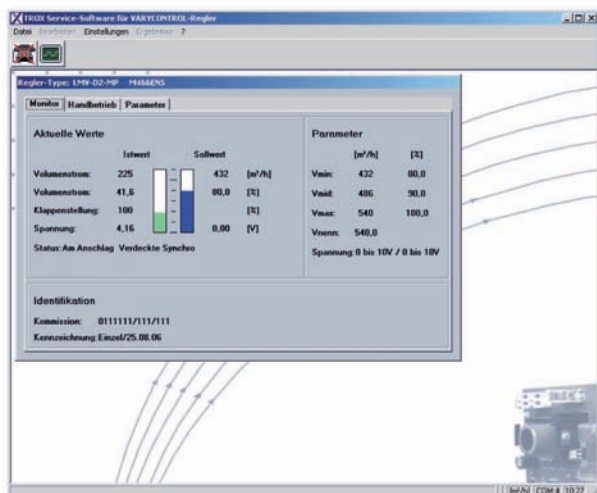 TROX Service-Software für VARYCONTROL-Regler
Datei Bearbeiten Einstellungen Ergebnisse ?
Regler-Type: LMV-D2-MP M466EN5
Monitor Handbetrieb Parameter
Aktuelle Werte
Istwert Sollwert
Volumenstrom: 225 432 [m³/h]
Volumenstrom: 41,6 80,0 [%]
Klappenstellung: 100 [%]
Spannung: 4,16 0,00 [V]
Status: Am Anschlag Verdeckte Synchro
Parameter
[m³/h] [%]
Vmin: 432 80,0
Vmid: 486 90,0
Vmax: 540 100,0
Vnenn: 540,0
Spannung: 0 bis 10V / 0 bis 10V
Identifikation
Kommission: 0111111/111/111
Kennzeichnung: Einzel/25.08.06
[m³/h] COM:4 10:27